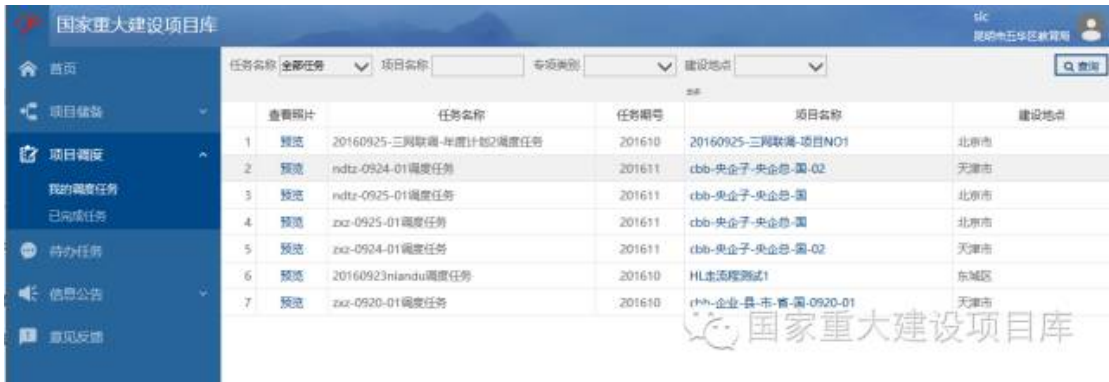 国家重大建设项目库
slc
昆明市五华区教育局
首页
项目储备
项目调度
我的调度任务
已完成任务
待办任务
信息公告
意见反馈
任务名称 全部任务 项目名称 专项类别 建设地点 查询
查看照片 任务名称 任务期号 项目名称 建设地点
1 预览 20160925-三网联调-年度计划2调度任务 201610 20160925-三网联调-项目NO1 北京市
2 预览 ndtz-0924-01调度任务 201611 cbb-央企子-央企总-国-02 天津市
3 预览 ndtz-0925-01调度任务 201611 cbb-央企子-央企总-国 北京市
4 预览 zxz-0925-01调度任务 201611 cbb-央企子-央企总-国 北京市
5 预览 zxz-0924-01调度任务 201611 cbb-央企子-央企总-国-02 天津市
6 预览 20160923niandu调度任务 201610 HL走流程测试1 东城区
7 预览 zxz-0920-01调度任务 201610 cbb-企业-县-市-省-国-0920-01 天津市
国家重大建设项目库